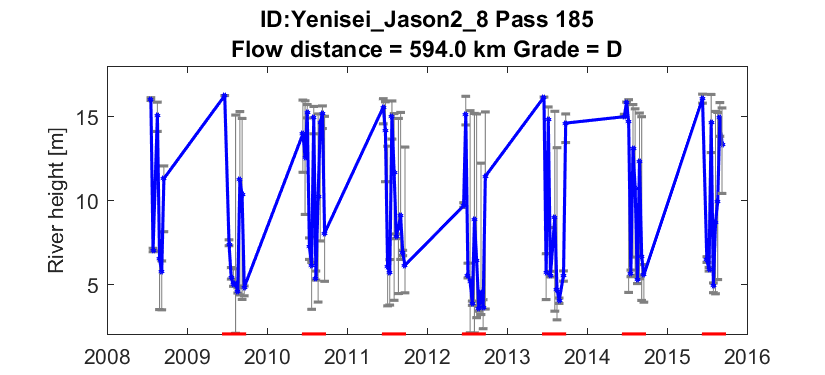 ID:Yenisei_Jason2_8 Pass 185
Flow distance = 594.0 km Grade = D
River height [m]
15
10
5
2008 2009 2010 2011 2012 2013 2014 2015 2016